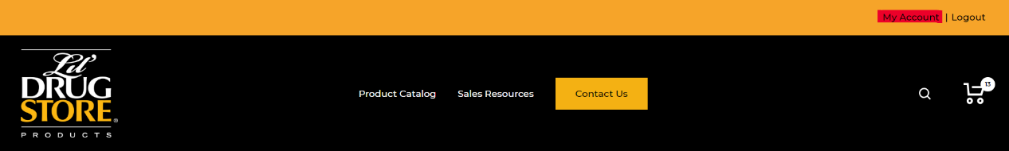 My Account | Logout
Lil'
DRUG
STORE®
PRODUCTS
Product Catalog
Sales Resources
Contact Us
13